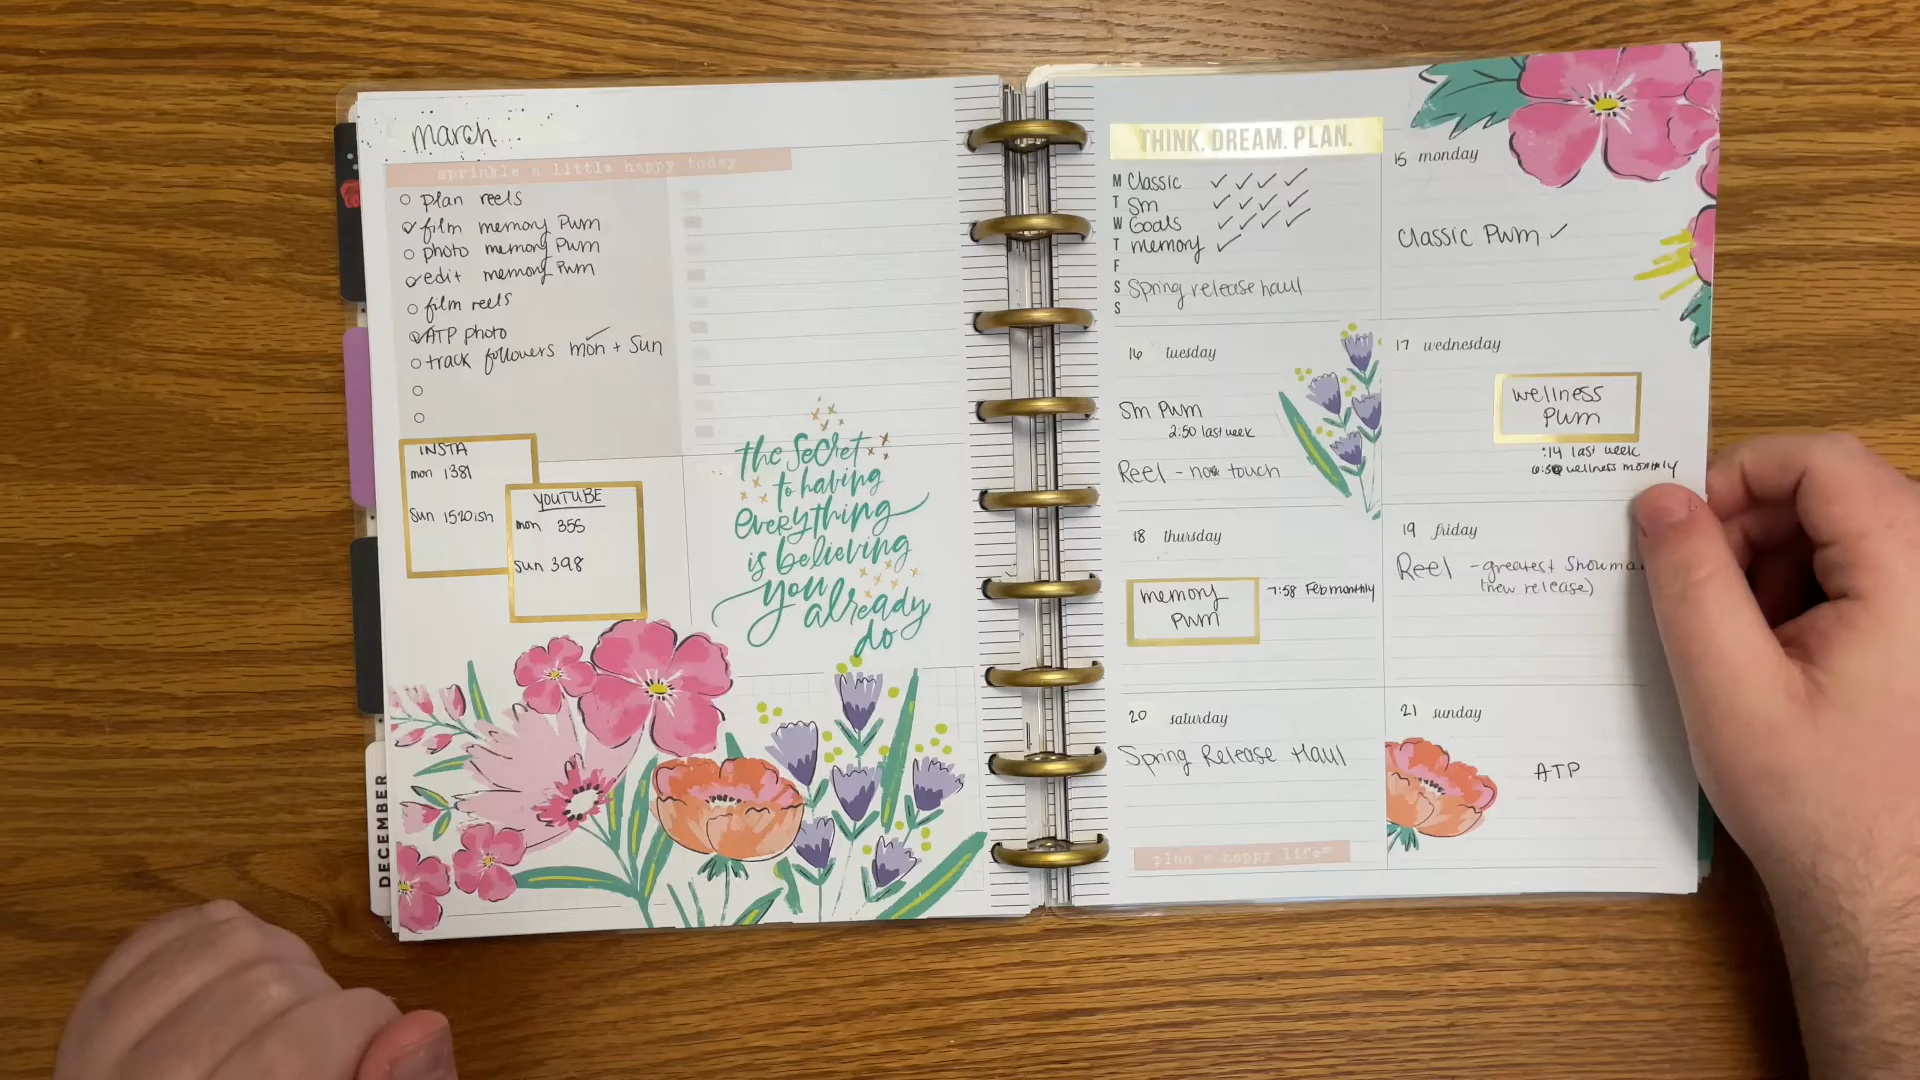 march
sprinkle a little happy today
plan reels
film memory Pwm
photo memory Pwm
edit memory Pwm
film reels
ATP photo
track followers mon + Sun
INSTA
mon 1381
Sun 1520ish
YOUTUBE
mon 355
Sun 398
the secret
to having
everything
is believing
you already
do
DECEMBER
THINK. DREAM. PLAN.
M Classic ✓ ✓ ✓ ✓
T Sm ✓ ✓ ✓ ✓
W Goals ✓ ✓ ✓ ✓
T memory ✓
F
S Spring release haul
S
15 monday
Classic Pwm ✓
16 tuesday
Sm Pwm
2:50 last week
Reel - no touch
17 wednesday
wellness
Pwm
:14 last week
wellness monthly
18 thursday
memory
Pwm
7:58 Feb monthly
19 friday
Reel - greatest Showma
(new release)
20 saturday
Spring Release Haul
plan a happy life
21 sunday
ATP